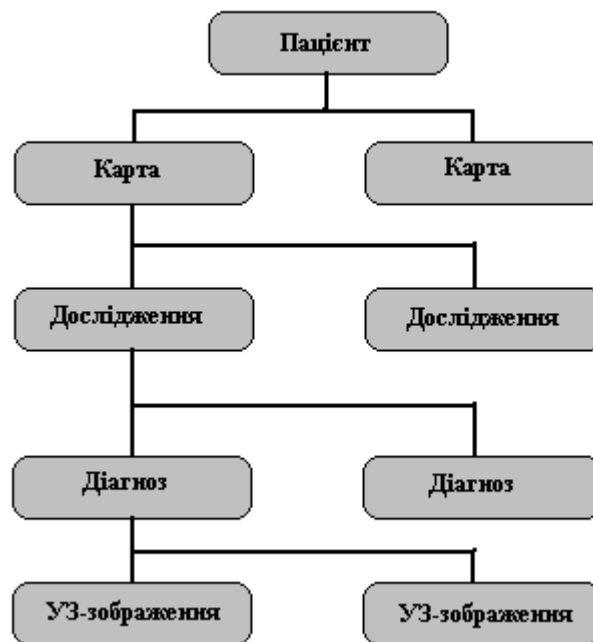 Пацієнт
Карта
Карта
Дослідження
Дослідження
Діагноз
Діагноз
УЗ-зображення
УЗ-зображення